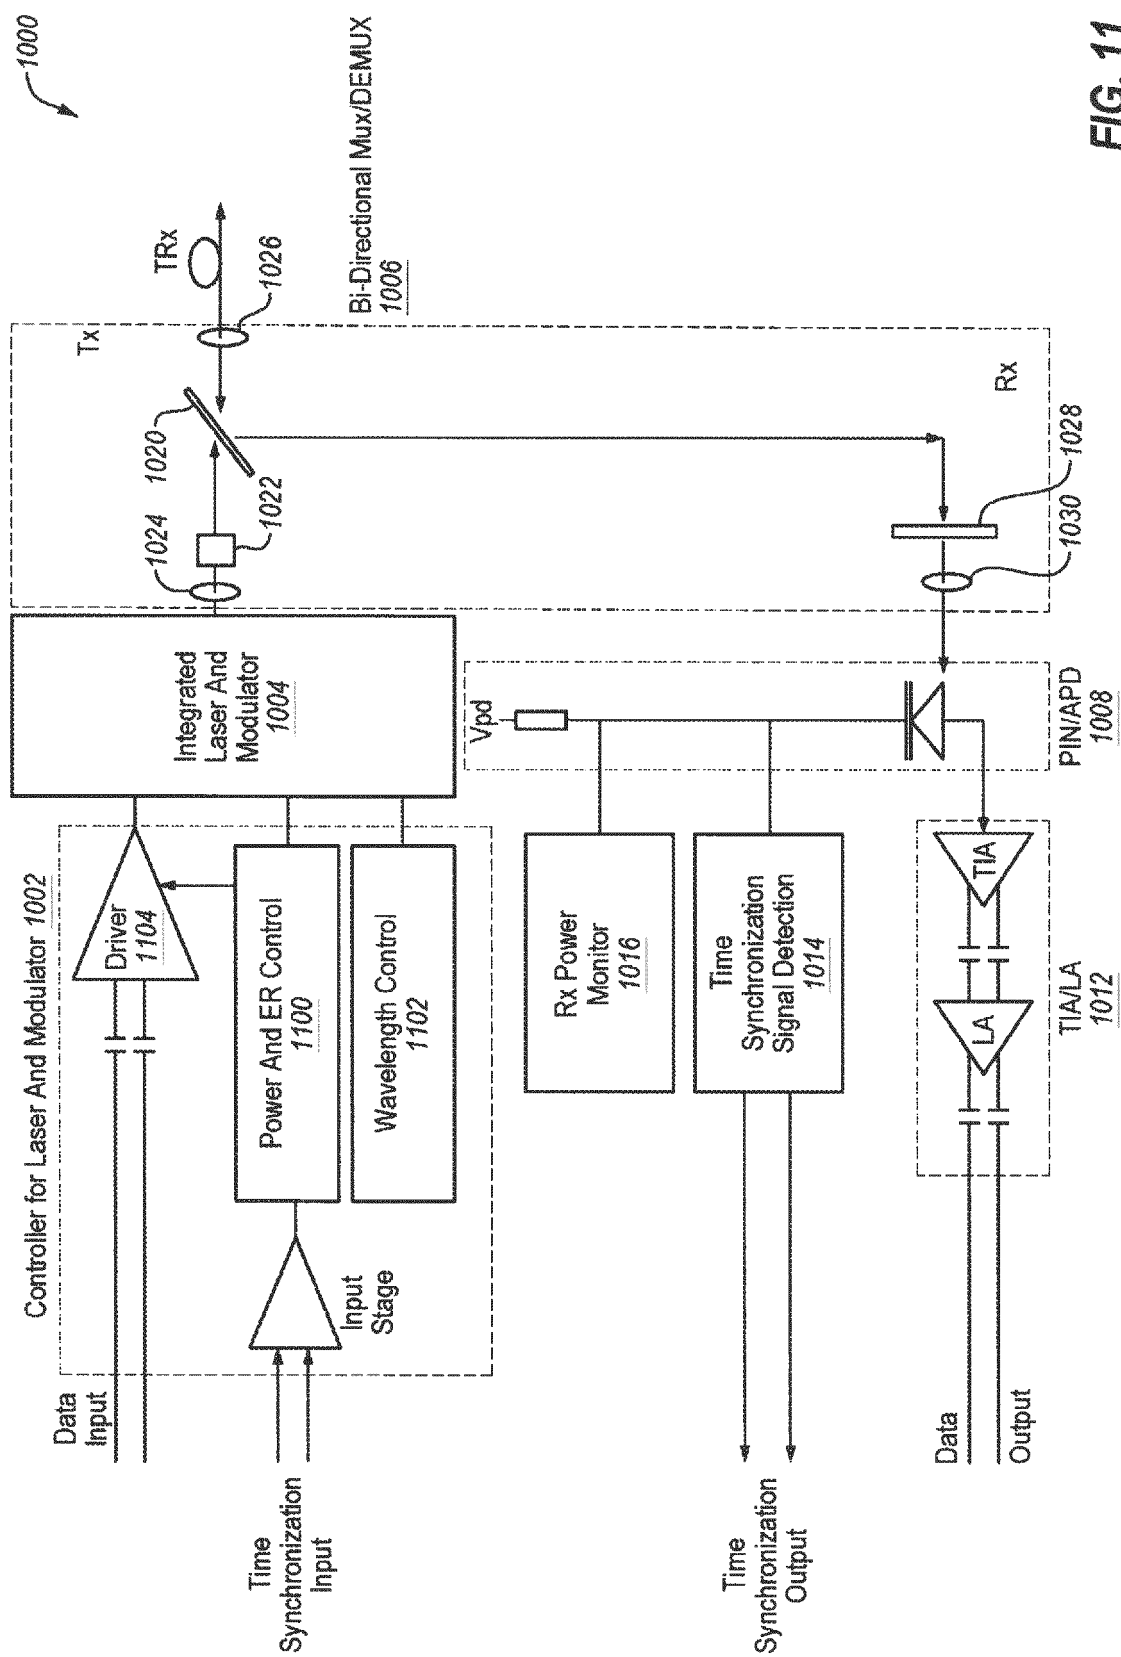 1000
Controller for Laser And Modulator 1002
Data
Input
Driver
1104
Time
Synchronization
Input
Input
Stage
Power And ER Control
1100
Wavelength Control
1102
Integrated
Laser And
Modulator
1004
1024
1022
1020
Tx
TRx
1026
Bi-Directional Mux/DEMUX
1006
Vpd
Rx Power
Monitor
1016
Time
Synchronization
Signal Detection
1014
Time
Synchronization
Output
Rx
1028
1030
PIN/APD
1008
TIA
LA
TIA/LA
1012
Data
Output
FIG. 11